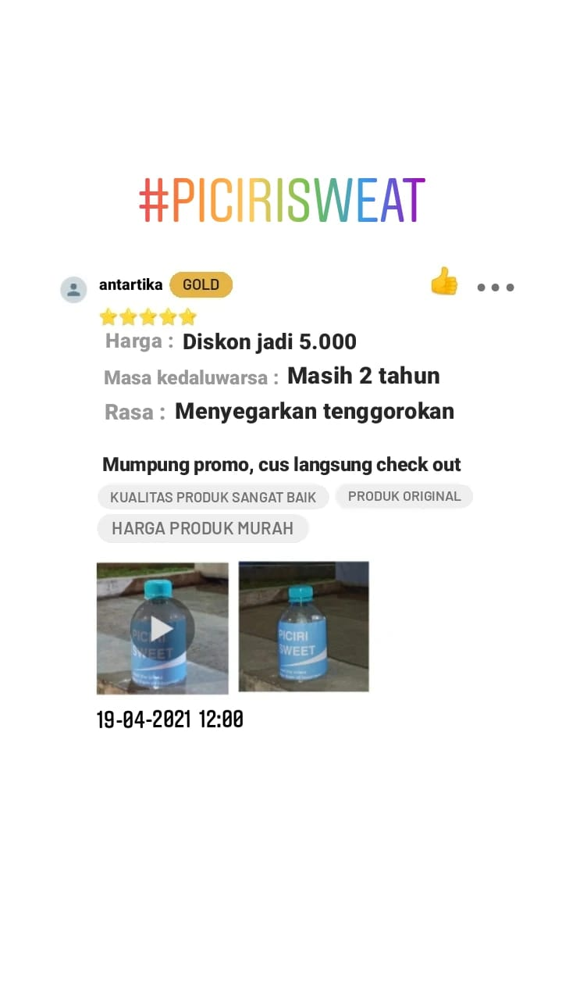 #PICIRISWEAT
antartika GOLD
Harga : Diskon jadi 5.000
Masa kedaluwarsa : Masih 2 tahun
Rasa : Menyegarkan tenggorokan
Mumpung promo, cus langsung check out
KUALITAS PRODUK SANGAT BAIK PRODUK ORIGINAL
HARGA PRODUK MURAH
PICIRI
SWEET
PICIRI
SWEET
19-04-2021 12:00